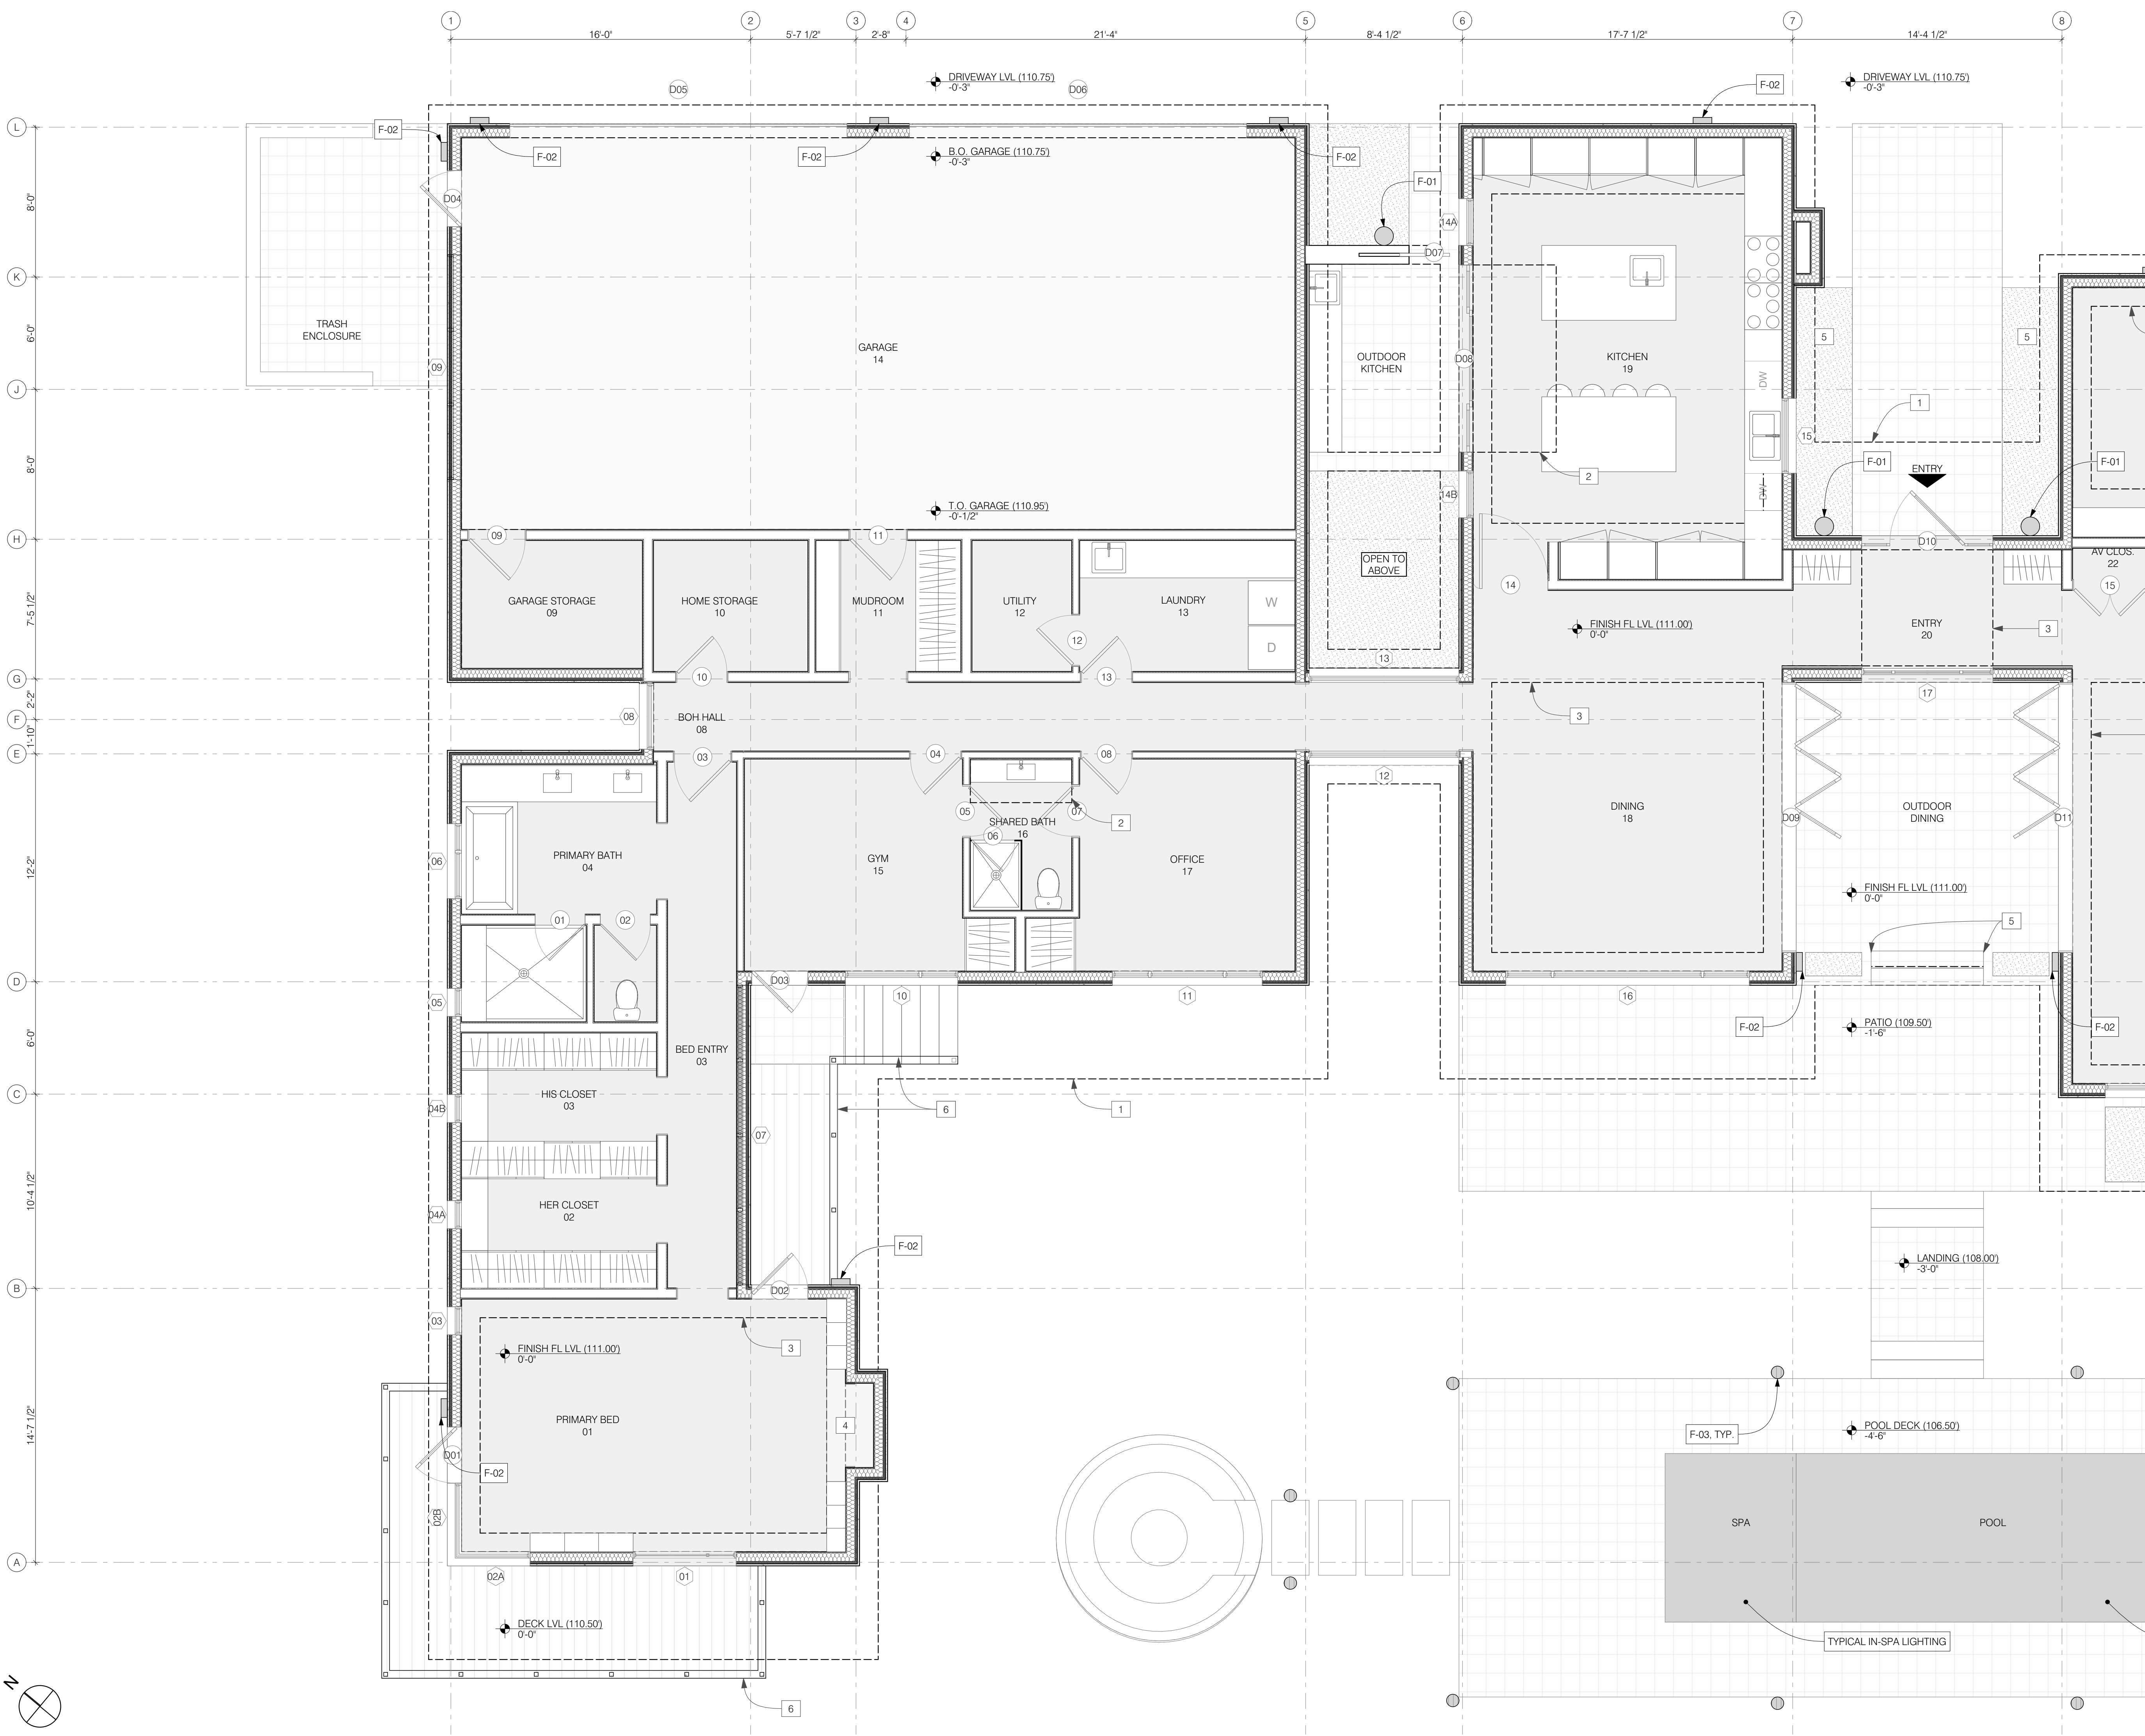 1 2 3 4 5 6 7 8
16'-0" 5'-7 1/2" 2'-8" 21'-4" 8'-4 1/2" 17'-7 1/2" 14'-4 1/2"
D05 D06
DRIVEWAY LVL (110.75')
-0'-3"
DRIVEWAY LVL (110.75')
-0'-3"
F-02
L
F-02
F-02
F-02
F-02
B.O. GARAGE (110.75')
-0'-3"
F-01
8'-0"
D04
14A
D07
K
TRASH
ENCLOSURE
6'-0"
GARAGE
14
OUTDOOR
KITCHEN
D08
KITCHEN
19
5
5
09
DW
J
1
15
8'-0"
F-01
ENTRY
F-01
2
14B
DW
T.O. GARAGE (110.95')
-0'-1/2"
H
09
11
D10
OPEN TO
ABOVE
AV CLOS.
22
14
15
7'-5 1/2"
GARAGE STORAGE
09
HOME STORAGE
10
MUDROOM
11
UTILITY
12
LAUNDRY
13
W
D
12
FINISH FL LVL (111.00')
0'-0"
ENTRY
20
3
13
G
10
13
17
2'-2"
08
BOH HALL
08
3
F
1'-10"
E
03
04
08
12
05
07
SHARED BATH
16
06
2
DINING
18
D09
OUTDOOR
DINING
D11
12'-2"
06
PRIMARY BATH
04
GYM
15
OFFICE
17
FINISH FL LVL (111.00')
0'-0"
01
02
5
D
D03
05
10
11
16
PATIO (109.50')
-1'-6"
F-02
F-02
6'-0"
BED ENTRY
03
C
HIS CLOSET
03
04B
6
1
07
10'-4 1/2"
HER CLOSET
02
04A
F-02
LANDING (108.00')
-3'-0"
B
D02
03
FINISH FL LVL (111.00')
0'-0"
3
14'-7 1/2"
PRIMARY BED
01
4
POOL DECK (106.50')
-4'-6"
F-03, TYP.
D01
F-02
02B
SPA
POOL
A
02A
01
DECK LVL (110.50')
0'-0"
TYPICAL IN-SPA LIGHTING
N
6